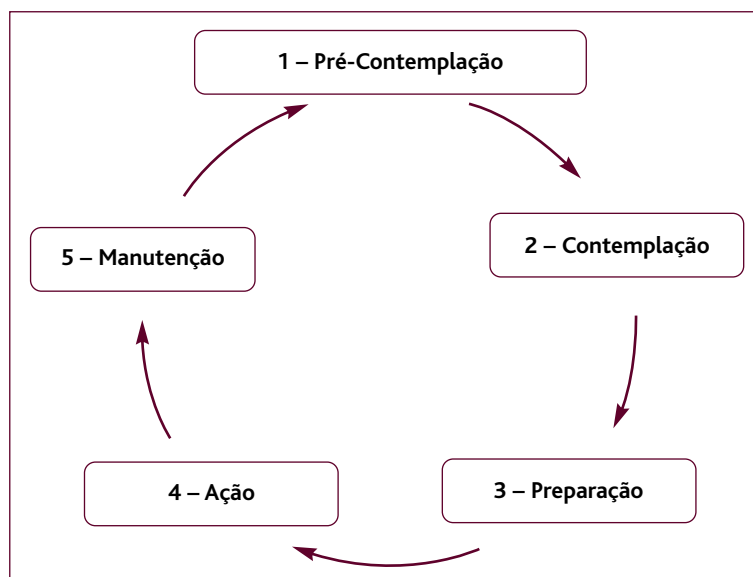 1 – Pré-Contemplação
2 – Contemplação
3 – Preparação
4 – Ação
5 – Manutenção